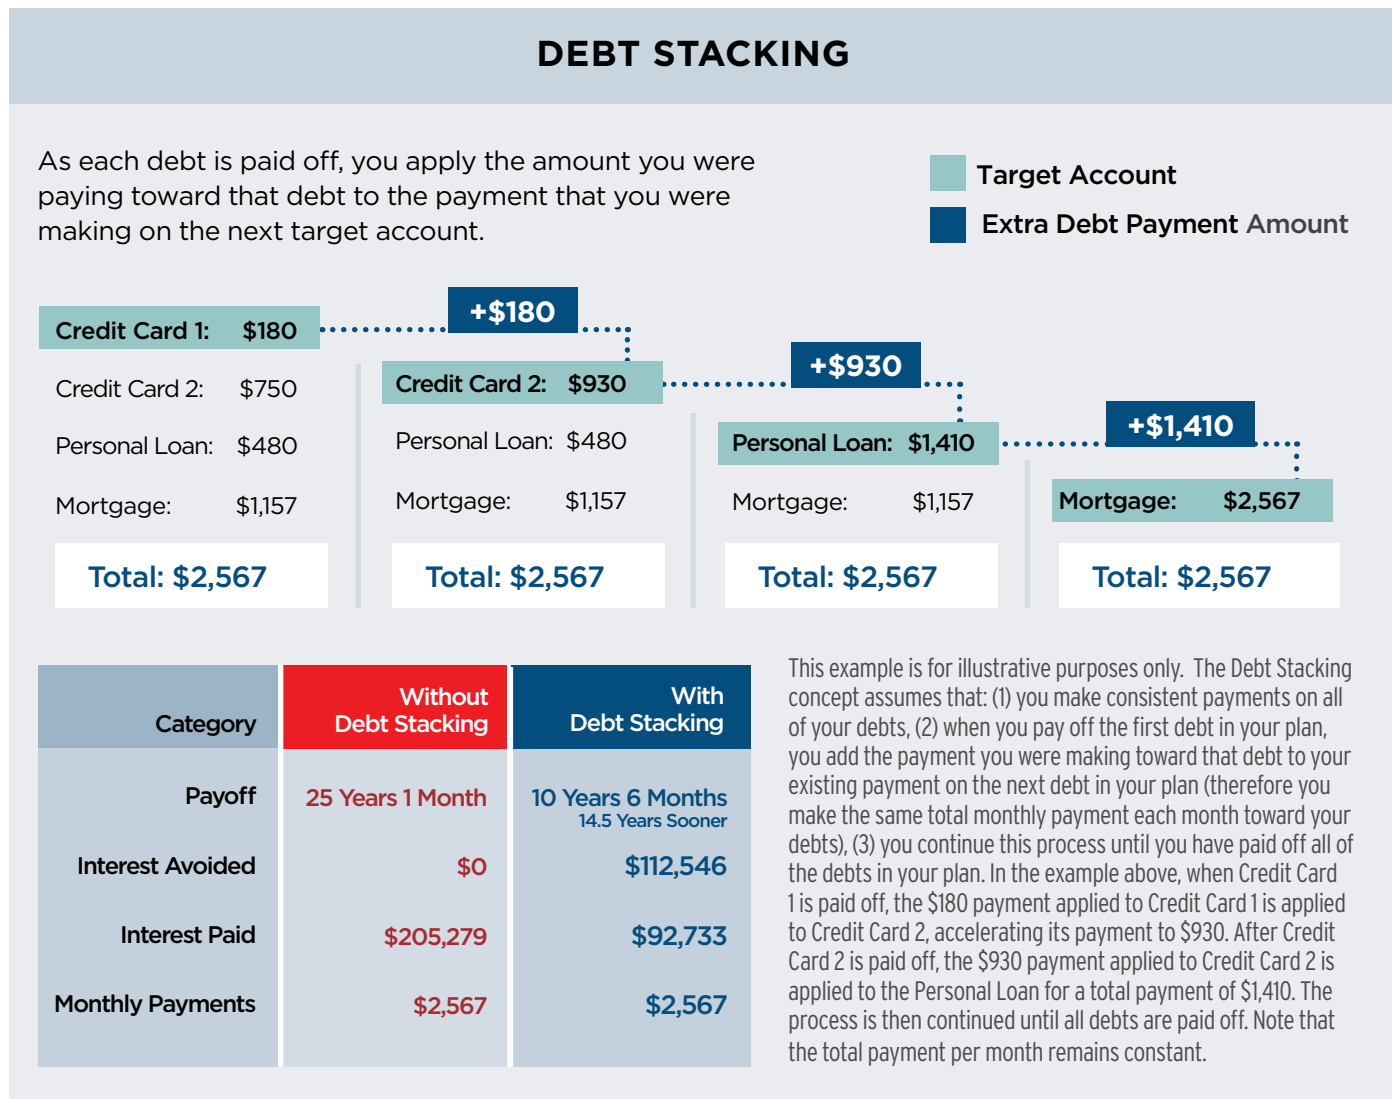 DEBT STACKING
As each debt is paid off, you apply the amount you were
paying toward that debt to the payment that you were
making on the next target account.
Target Account
Extra Debt Payment Amount
Credit Card 1: $180
Credit Card 2: $750
Personal Loan: $480
Mortgage: $1,157
Total: $2,567
+$180
Credit Card 2: $930
Personal Loan: $480
Mortgage: $1,157
Total: $2,567
+$930
Personal Loan: $1,410
Mortgage: $1,157
Total: $2,567
+$1,410
Mortgage: $2,567
Total: $2,567
Category
Without
Debt Stacking
With
Debt Stacking
Payoff
25 Years 1 Month
10 Years 6 Months
14.5 Years Sooner
Interest Avoided
$0
$112,546
Interest Paid
$205,279
$92,733
Monthly Payments
$2,567
$2,567
This example is for illustrative purposes only. The Debt Stacking
concept assumes that: (1) you make consistent payments on all
of your debts, (2) when you pay off the first debt in your plan,
you add the payment you were making toward that debt to your
existing payment on the next debt in your plan (therefore you
make the same total monthly payment each month toward your
debts), (3) you continue this process until you have paid off all of
the debts in your plan. In the example above, when Credit Card
1 is paid off, the $180 payment applied to Credit Card 1 is applied
to Credit Card 2, accelerating its payment to $930. After Credit
Card 2 is paid off, the $930 payment applied to Credit Card 2 is
applied to the Personal Loan for a total payment of $1,410. The
process is then continued until all debts are paid off. Note that
the total payment per month remains constant.